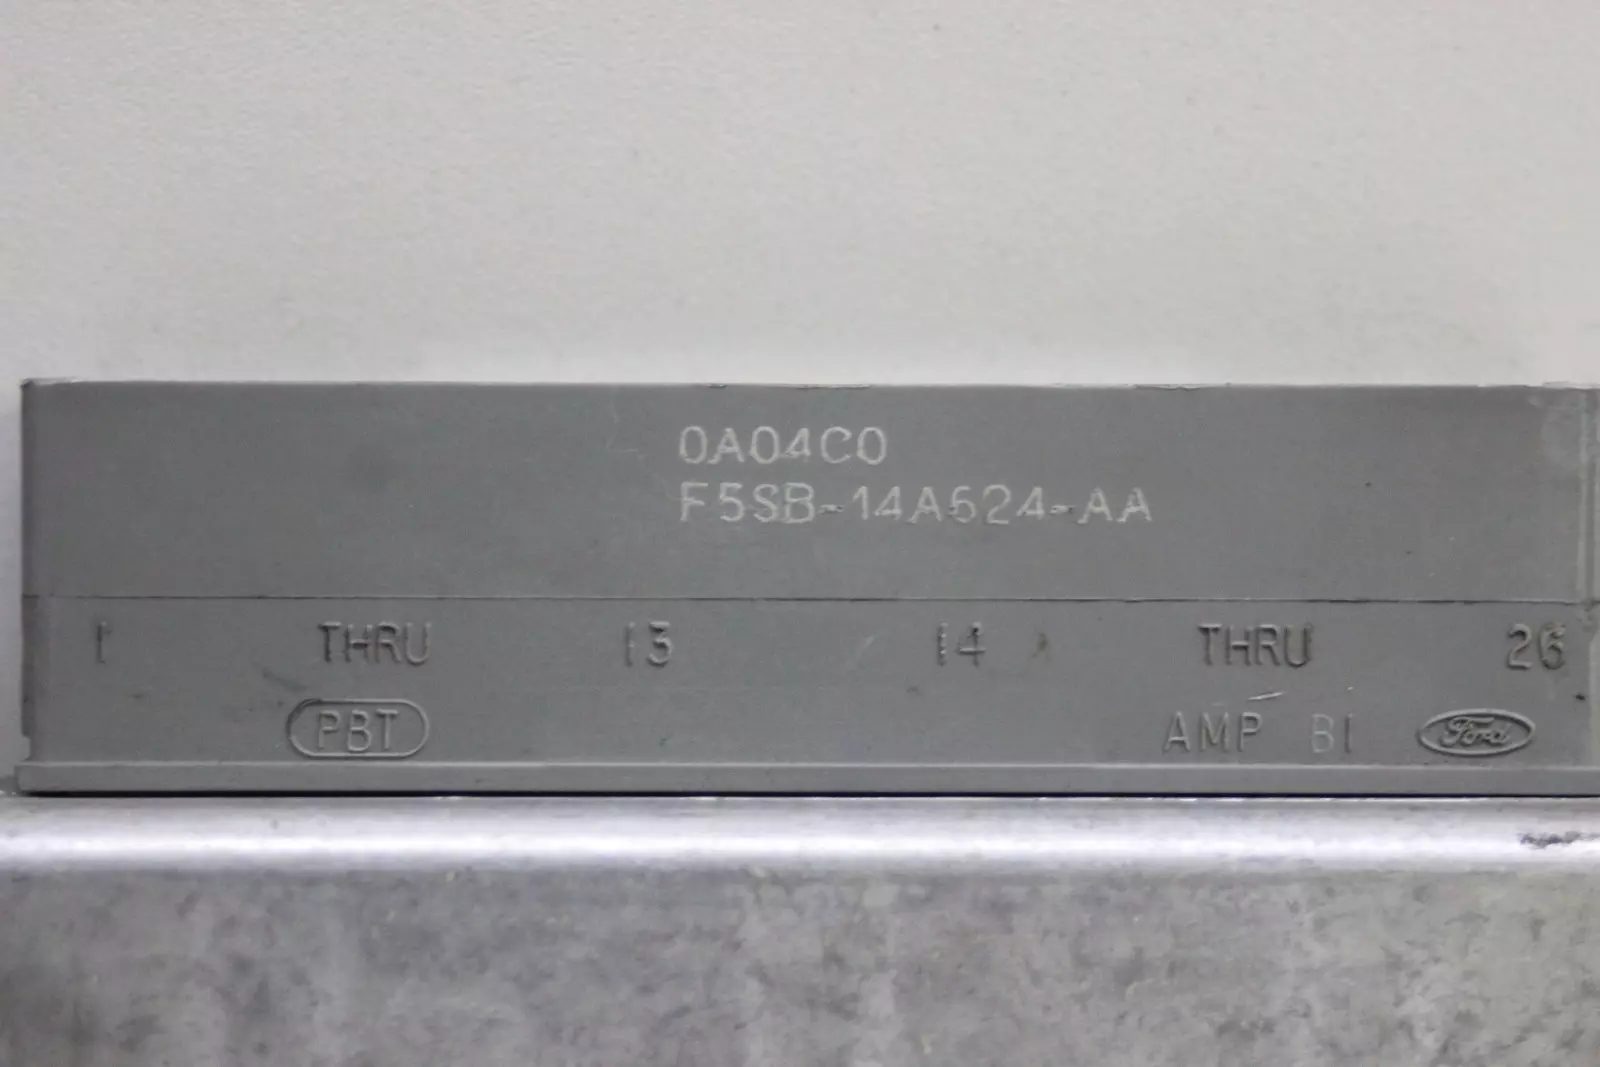 0A04C0
F5SB-14A624-AA
1 THRU 13 14 THRU 26
PBT AMP B1 Ford